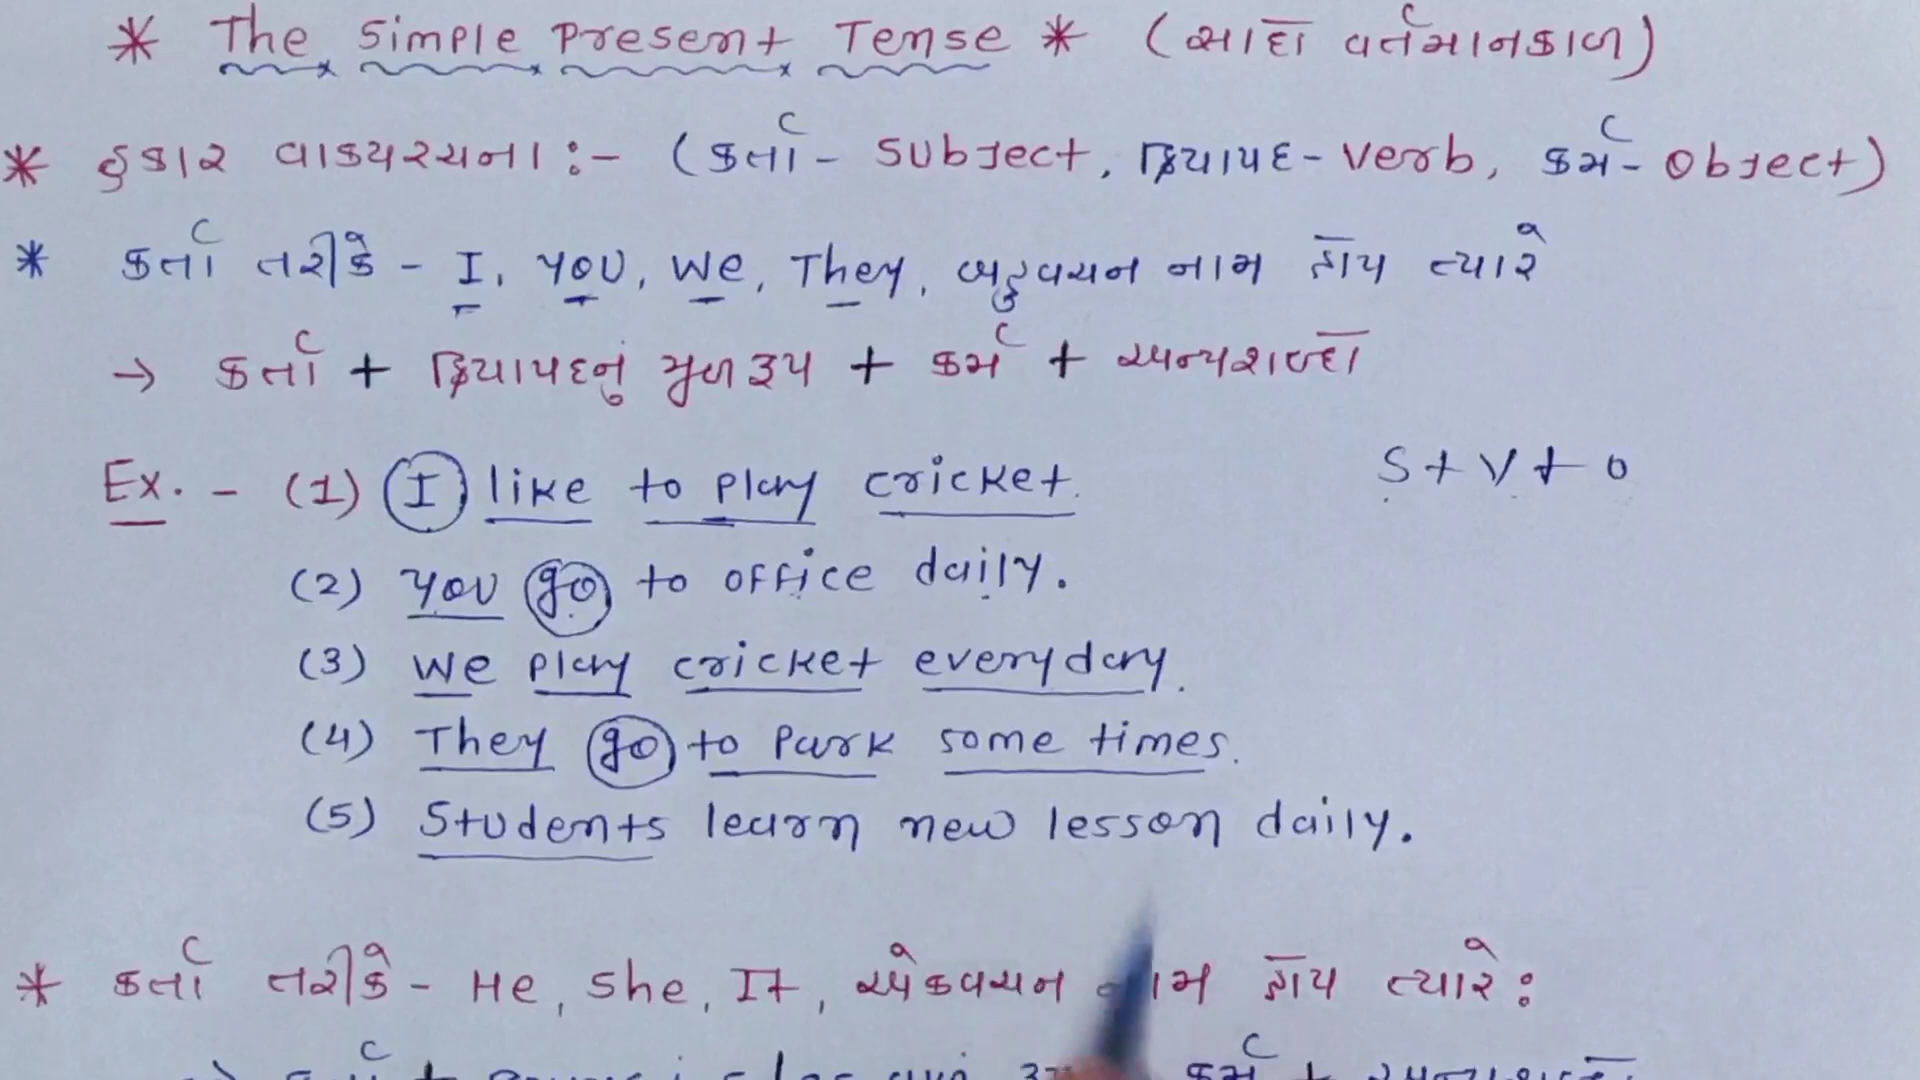 * The Simple Present Tense * (સાદો વર્તમાનકાળ)
* હકાર વાક્યરચના :- (કર્તા - Subject, ક્રિયાપદ - Verb, કર્મ - Object)
* કર્તા તરીકે - I, You, We, They, બહુવચન નામ હોય ત્યારે
→ કર્તા + ક્રિયાપદનું મુળરૂપ + કર્મ + અન્યશબ્દો
Ex. - (1) I like to play cricket.
S + V + O
(2) You go to office daily.
(3) We play cricket everyday.
(4) They go to park some times.
(5) Students learn new lesson daily.
* કર્તા તરીકે - He, She, It, એકવચન નામ હોય ત્યારે :